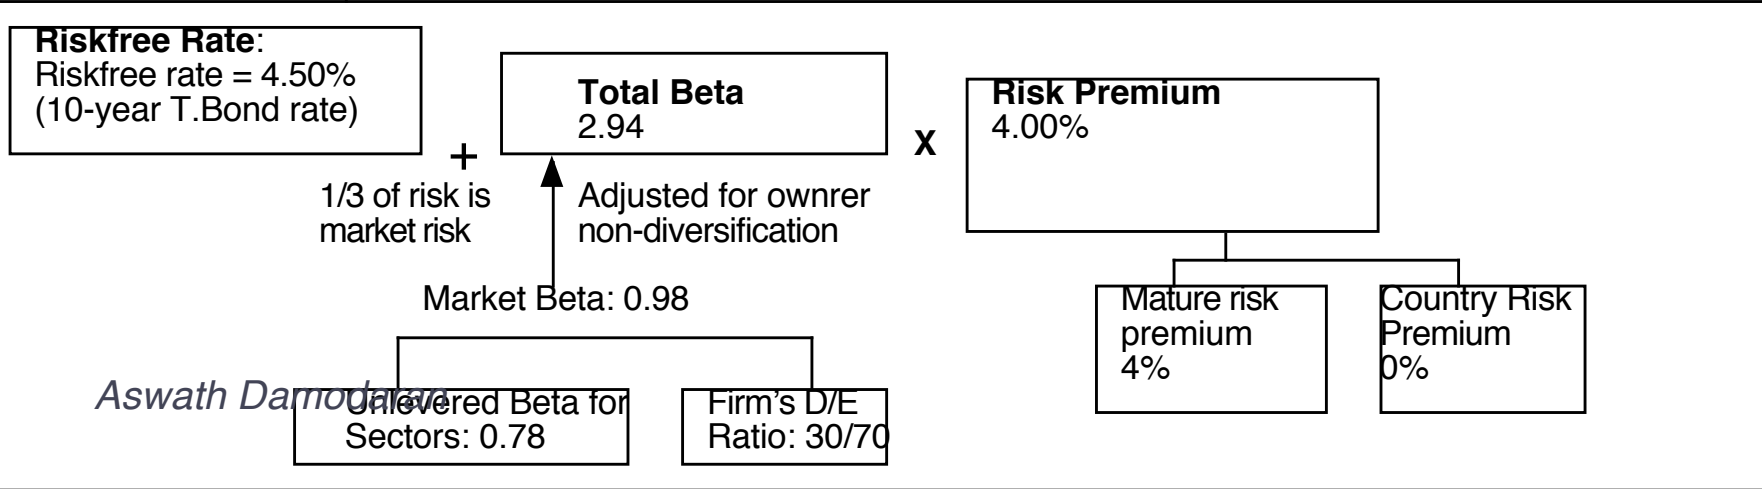 Riskfree Rate:
Riskfree rate = 4.50%
(10-year T.Bond rate)
+
Total Beta
2.94
X
Risk Premium
4.00%
1/3 of risk is
market risk
Adjusted for ownrer
non-diversification
Market Beta: 0.98
Mature risk
premium
4%
Country Risk
Premium
0%
Aswath Damodaran
Unlevered Beta for
Sectors: 0.78
Firm's D/E
Ratio: 30/70